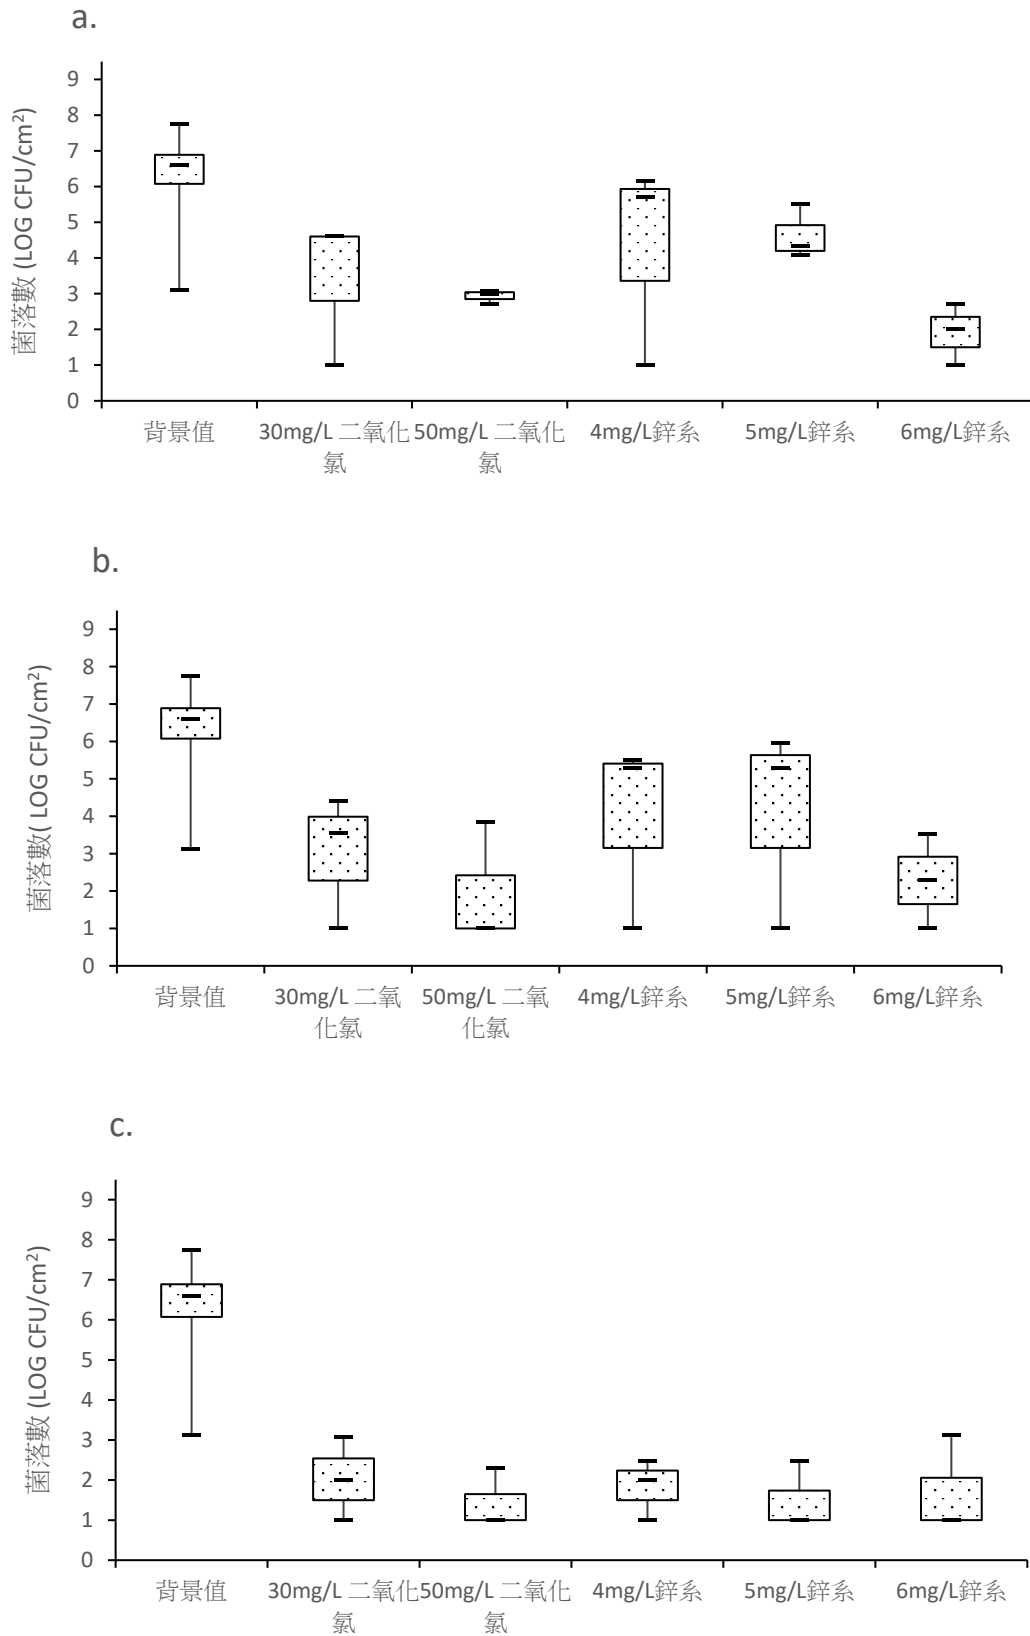 a.
菌落數 (LOG CFU/cm²)
9
8
7
6
5
4
3
2
1
0
背景值 30mg/L 二氧化 50mg/L 二氧化 4mg/L鋅系 5mg/L鋅系 6mg/L鋅系
氯 氯
b.
菌落數( LOG CFU/cm²)
9
8
7
6
5
4
3
2
1
0
背景值 30mg/L 二氧 50mg/L 二氧 4mg/L鋅系 5mg/L鋅系 6mg/L鋅系
化氯 化氯
c.
菌落數 (LOG CFU/cm²)
9
8
7
6
5
4
3
2
1
0
背景值 30mg/L 二氧化 50mg/L 二氧化 4mg/L鋅系 5mg/L鋅系 6mg/L鋅系
氯 氯